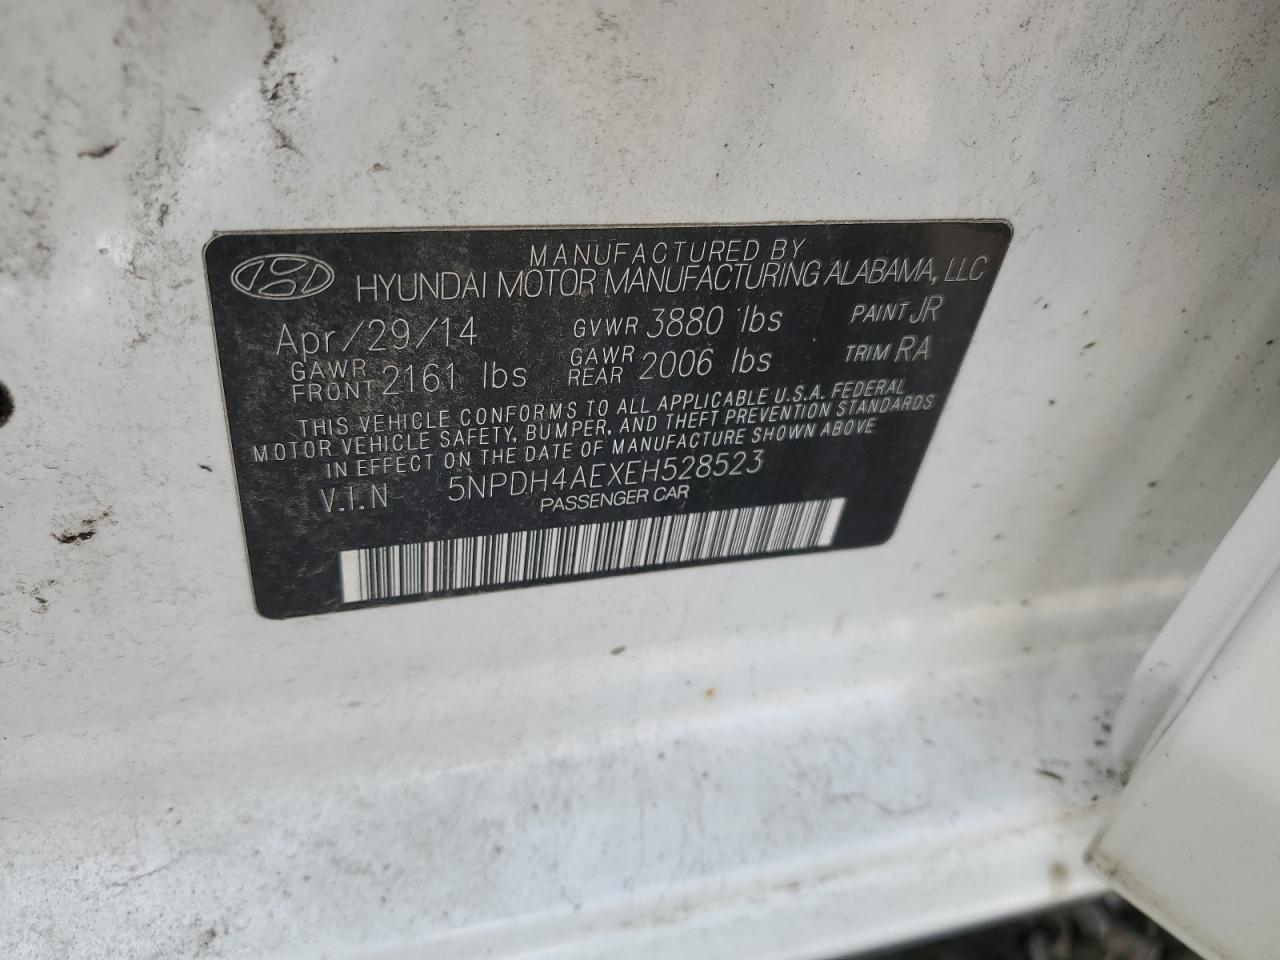 MANUFACTURED BY
HYUNDAI MOTOR MANUFACTURING ALABAMA, LLC
Apr/29/14 GVWR 3880 lbs PAINT JR
GAWR FRONT 2161 lbs GAWR REAR 2006 lbs TRIM RA
THIS VEHICLE CONFORMS TO ALL APPLICABLE U.S.A. FEDERAL
MOTOR VEHICLE SAFETY, BUMPER, AND THEFT PREVENTION STANDARDS
IN EFFECT ON THE DATE OF MANUFACTURE SHOWN ABOVE
V.I.N 5NPDH4AEXEH528523
PASSENGER CAR